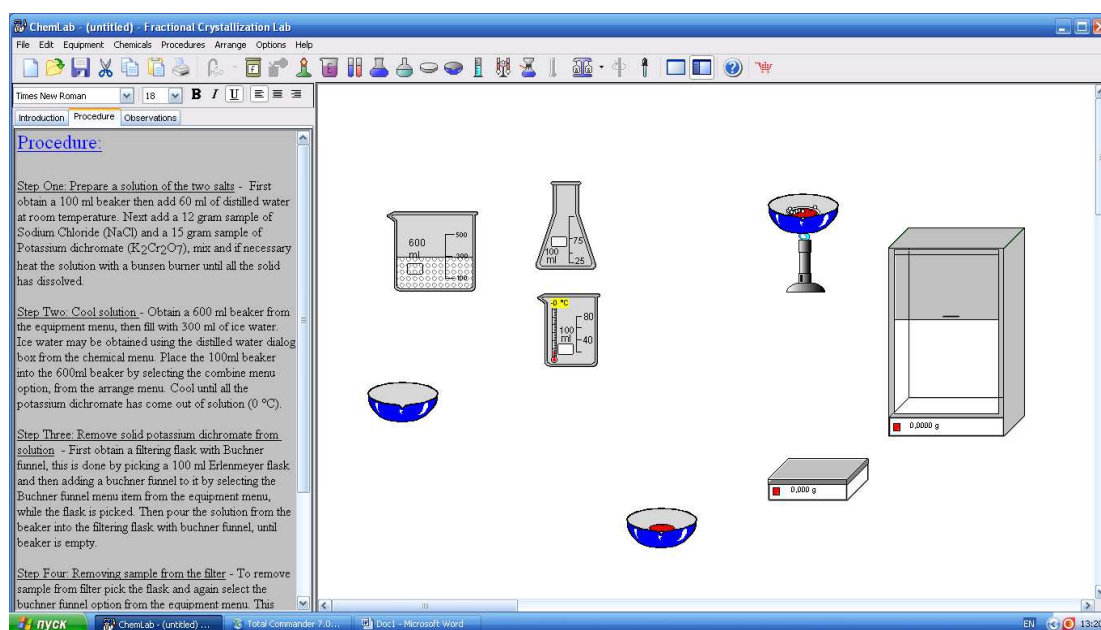 ChemLab - (untitled) - Fractional Crystallization Lab
File Edit Equipment Chemicals Procedures Arrange Options Help
Times New Roman 18 B I U
Introduction Procedure Observations
Procedure:
Step One: Prepare a solution of the two salts - First
obtain a 100 ml beaker then add 60 ml of distilled water
at room temperature. Next add a 12 gram sample of
Sodium Chloride (NaCl) and a 15 gram sample of
Potassium dichromate (K2Cr2O7), mix and if necessary
heat the solution with a bunsen burner until all the solid
has dissolved.
Step Two: Cool solution - Obtain a 600 ml beaker from
the equipment menu, then fill with 300 ml of ice water.
Ice water may be obtained using the distilled water dialog
box from the chemical menu. Place the 100ml beaker
into the 600ml beaker by selecting the combine menu
option, from the arrange menu. Cool until all the
potassium dichromate has come out of solution (0 °C).
Step Three: Remove solid potassium dichromate from
solution - First obtain a filtering flask with Buchner
funnel, this is done by picking a 100 ml Erlenmeyer flask
and then adding a buchner funnel to it by selecting the
Buchner funnel menu item from the equipment menu,
while the flask is picked. Then pour the solution from the
beaker into the filtering flask with buchner funnel, until
beaker is empty.
Step Four: Removing sample from the filter - To remove
sample from filter pick the flask and again select the
buchner funnel option from the equipment menu. This
600
ml
500
300
100
100
ml
75
25
-0 °C
100
ml
80
40
0,0000 g
0,000 g
пуск
ChemLab - (untitled) ...
Total Commander 7.0...
Doc1 - Microsoft Word
EN
13:20